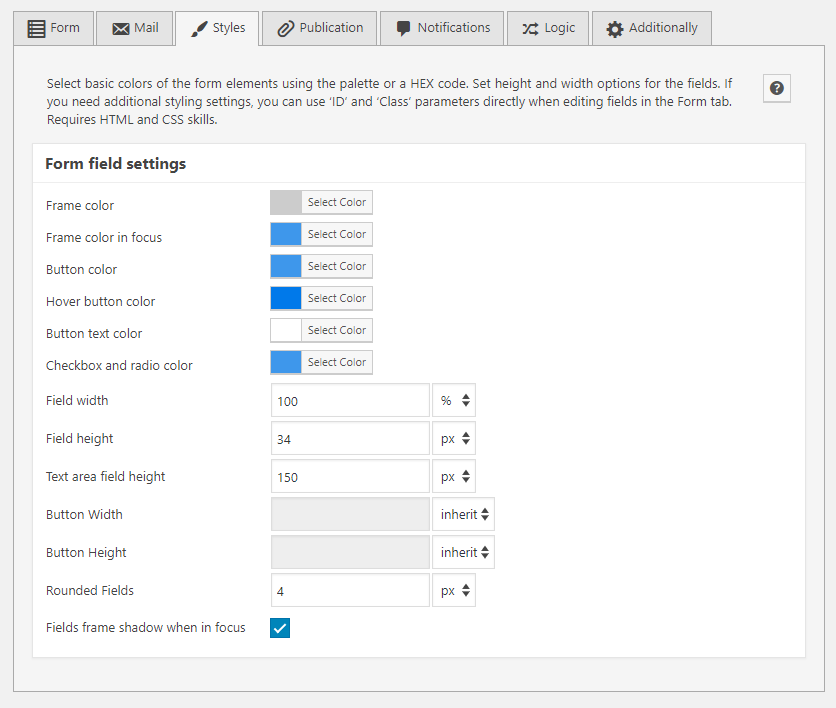 Form Mail Styles Publication Notifications Logic Additionally
Select basic colors of the form elements using the palette or a HEX code. Set height and width options for the fields. If
you need additional styling settings, you can use 'ID' and 'Class' parameters directly when editing fields in the Form tab.
Requires HTML and CSS skills.
?
Form field settings
Frame color Select Color
Frame color in focus Select Color
Button color Select Color
Hover button color Select Color
Button text color Select Color
Checkbox and radio color Select Color
Field width 100 %
Field height 34 px
Text area field height 150 px
Button Width inherit
Button Height inherit
Rounded Fields 4 px
Fields frame shadow when in focus